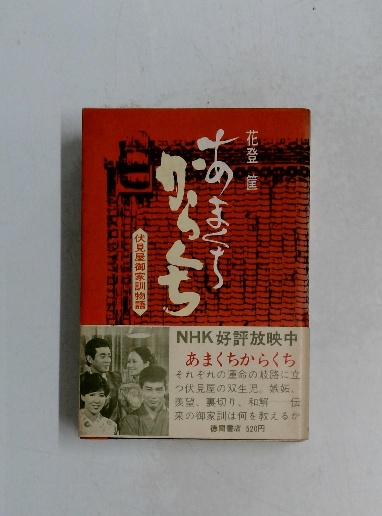 花登筐
あまくち
からくち
伏見屋御家訓物語
NHK好評放映中
あまくちからくち
それぞれの運命の岐路に立
つ伏見屋の双生児。嫉妬、
羨望、裏切り、和解──伝
来の御家訓は何を教えるか
徳間書店 520円